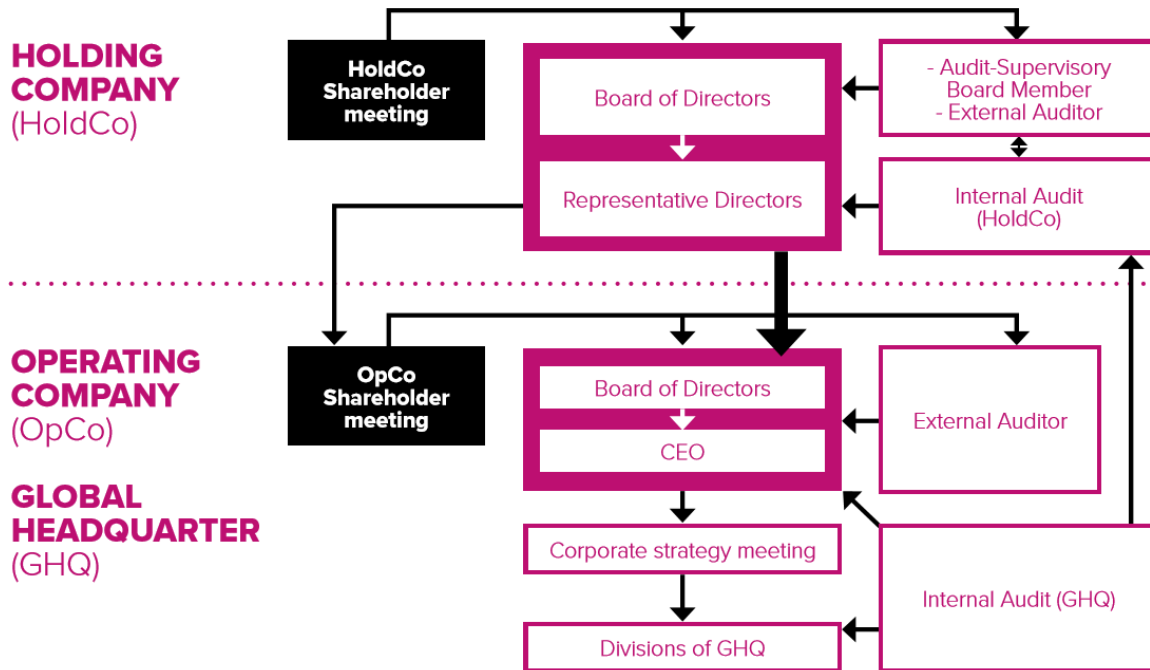 HOLDING
COMPANY
(HoldCo)
HoldCo
Shareholder
meeting
Board of Directors
Representative Directors
- Audit-Supervisory
Board Member
- External Auditor
Internal Audit
(HoldCo)
OPERATING
COMPANY
(OpCo)
OpCo
Shareholder
meeting
Board of Directors
CEO
External Auditor
GLOBAL
HEADQUARTER
(GHQ)
Corporate strategy meeting
Divisions of GHQ
Internal Audit (GHQ)